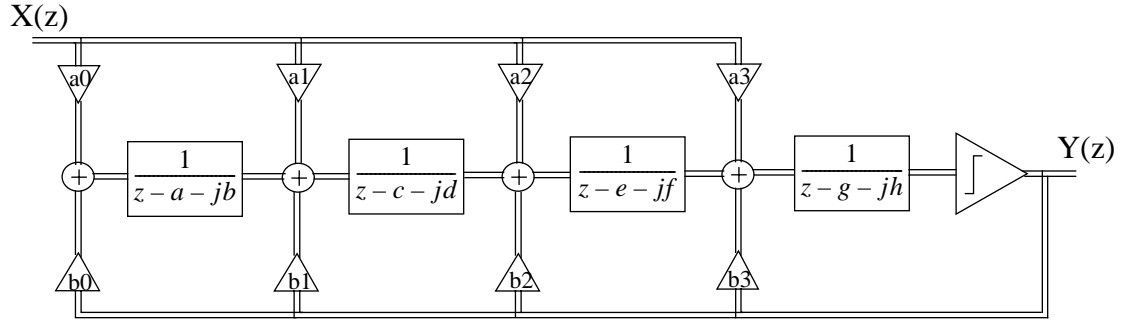 X(z)
a0 a1 a2 a3
1 1 1 1
z – a – jb z – c – jd z – e – jf z – g – jh
+ + + +
Y(z)
b0 b1 b2 b3